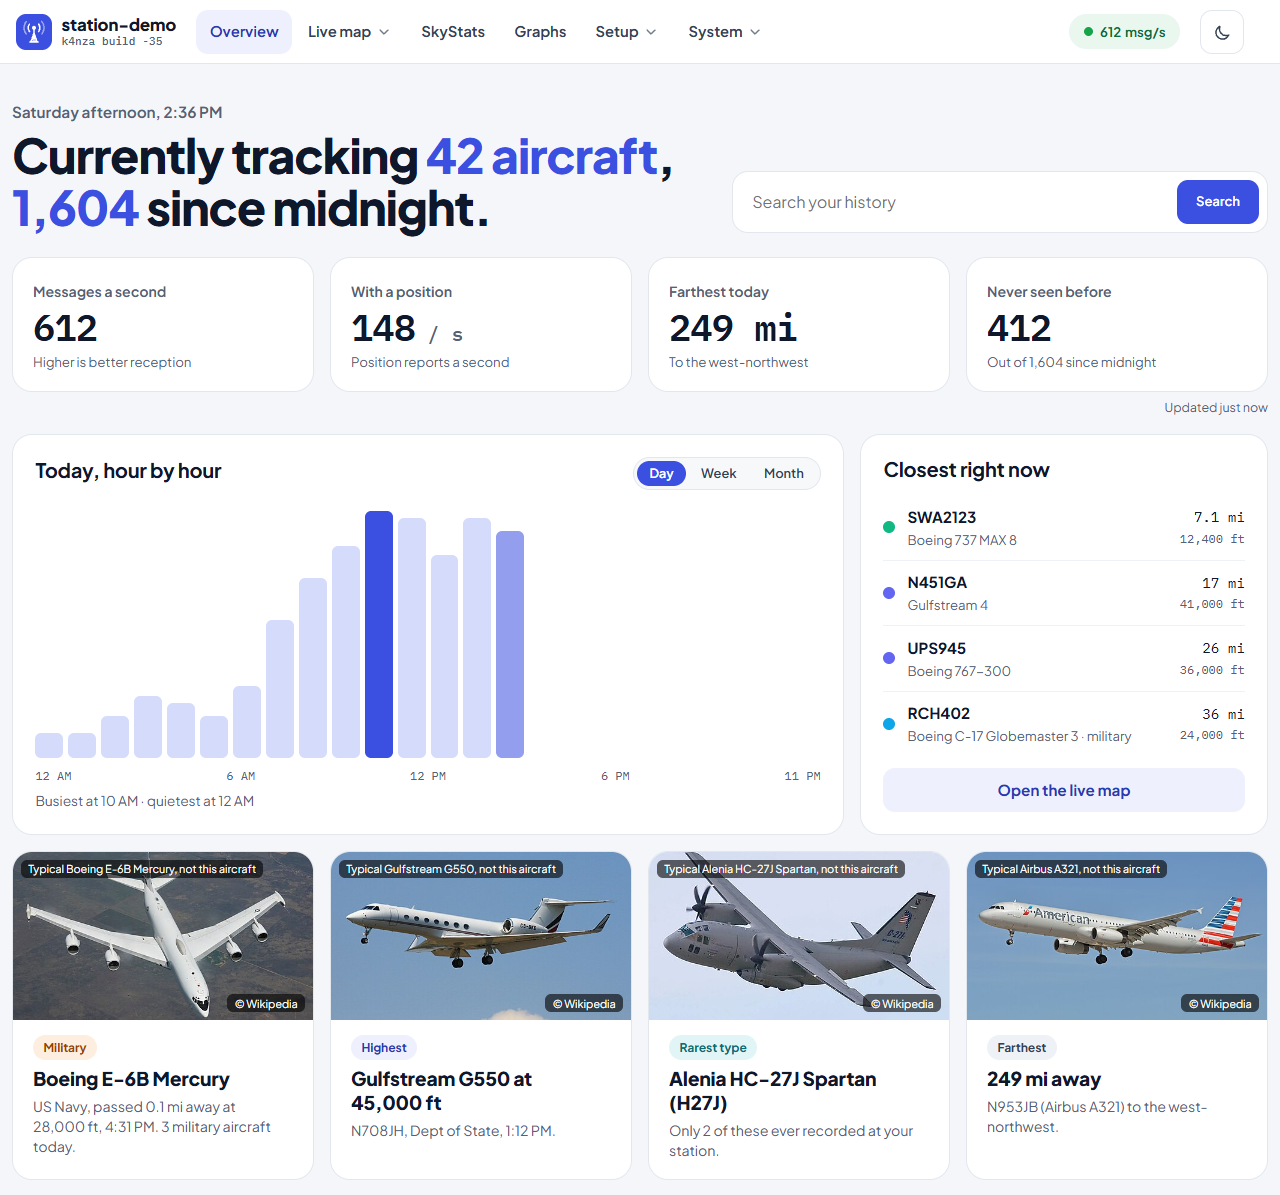 station-demo
k4nza build -35
Overview
Live map
SkyStats
Graphs
Setup
System
612 msg/s
Saturday afternoon, 2:36 PM
Currently tracking 42 aircraft,
1,604 since midnight.
Search your history
Search
Messages a second
612
Higher is better reception
With a position
148 / s
Position reports a second
Farthest today
249 mi
To the west-northwest
Never seen before
412
Out of 1,604 since midnight
Updated just now
Today, hour by hour
Day
Week
Month
12 AM
6 AM
12 PM
6 PM
11 PM
Busiest at 10 AM · quietest at 12 AM
Closest right now
SWA2123
7.1 mi
Boeing 737 MAX 8
12,400 ft
N451GA
17 mi
Gulfstream 4
41,000 ft
UPS945
26 mi
Boeing 767-300
36,000 ft
RCH402
36 mi
Boeing C-17 Globemaster 3 · military
24,000 ft
Open the live map
Typical Boeing E-6B Mercury, not this aircraft
© Wikipedia
Military
Boeing E-6B Mercury
US Navy, passed 0.1 mi away at
28,000 ft, 4:31 PM. 3 military aircraft
today.
Typical Gulfstream G550, not this aircraft
© Wikipedia
Highest
Gulfstream G550 at
45,000 ft
N708JH, Dept of State, 1:12 PM.
Typical Alenia HC-27J Spartan, not this aircraft
C-27J
© Wikipedia
Rarest type
Alenia HC-27J Spartan
(H27J)
Only 2 of these ever recorded at your
station.
Typical Airbus A321, not this aircraft
American
© Wikipedia
Farthest
249 mi away
N953JB (Airbus A321) to the west-
northwest.